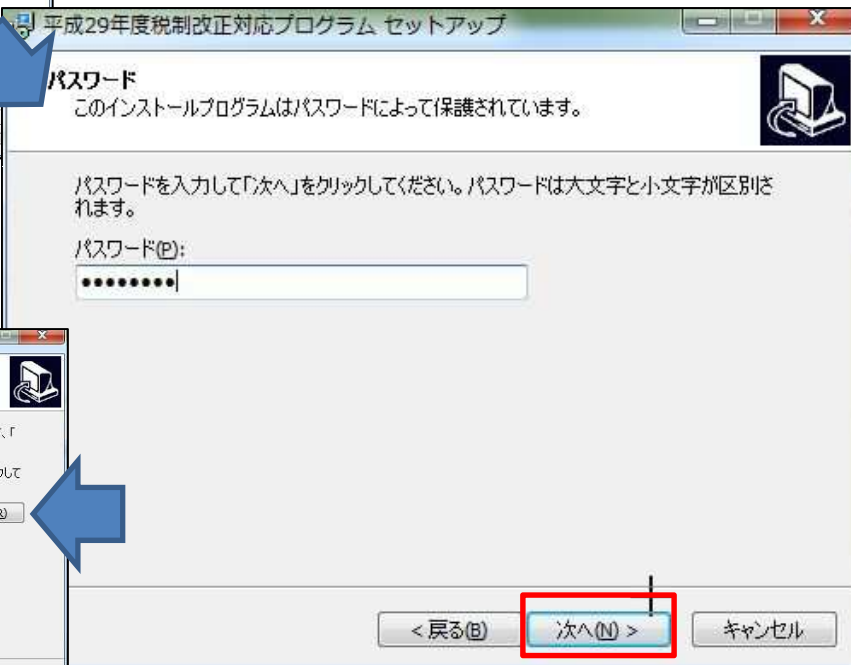 平成29年度税制改正対応プログラム セットアップ
パスワード
このインストールプログラムはパスワードによって保護されています。
パスワードを入力して「次へ」をクリックしてください。パスワードは大文字と小文字が区別さ
れます。
パスワード(P):
●●●●●●●●
、「
して
< 戻る(B)
次へ(N) >
キャンセル